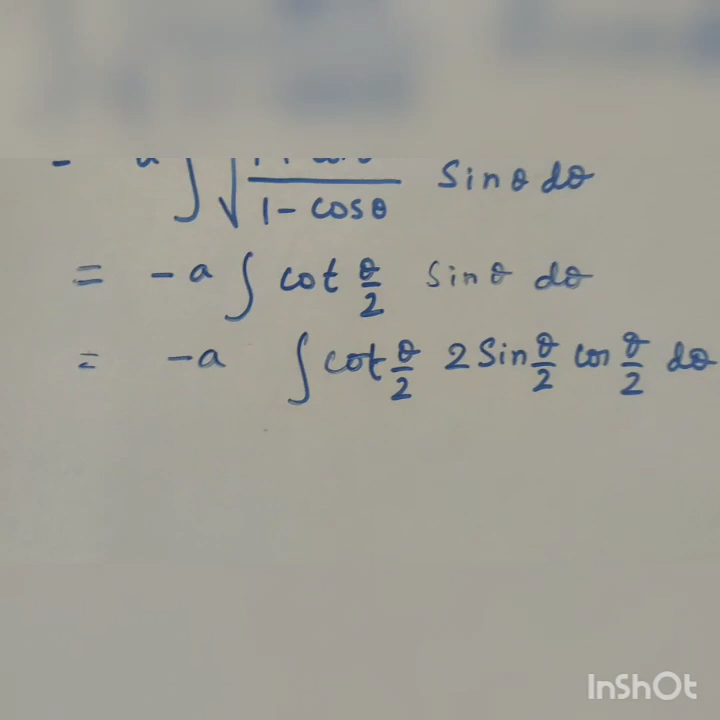 - a ∫ √ 1 - cosθ sinθ dθ
= -a ∫ cot θ/2 sinθ dθ
= -a ∫ cot θ/2 2 sin θ/2 cos θ/2 dθ
InShOt